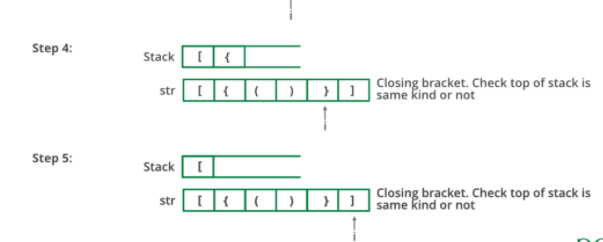 i
Step 4:
Stack [ {
str [ { ( ) } ] Closing bracket. Check top of stack is
same kind or not
i
Step 5:
Stack [
str [ { ( ) } ] Closing bracket. Check top of stack is
same kind or not
i